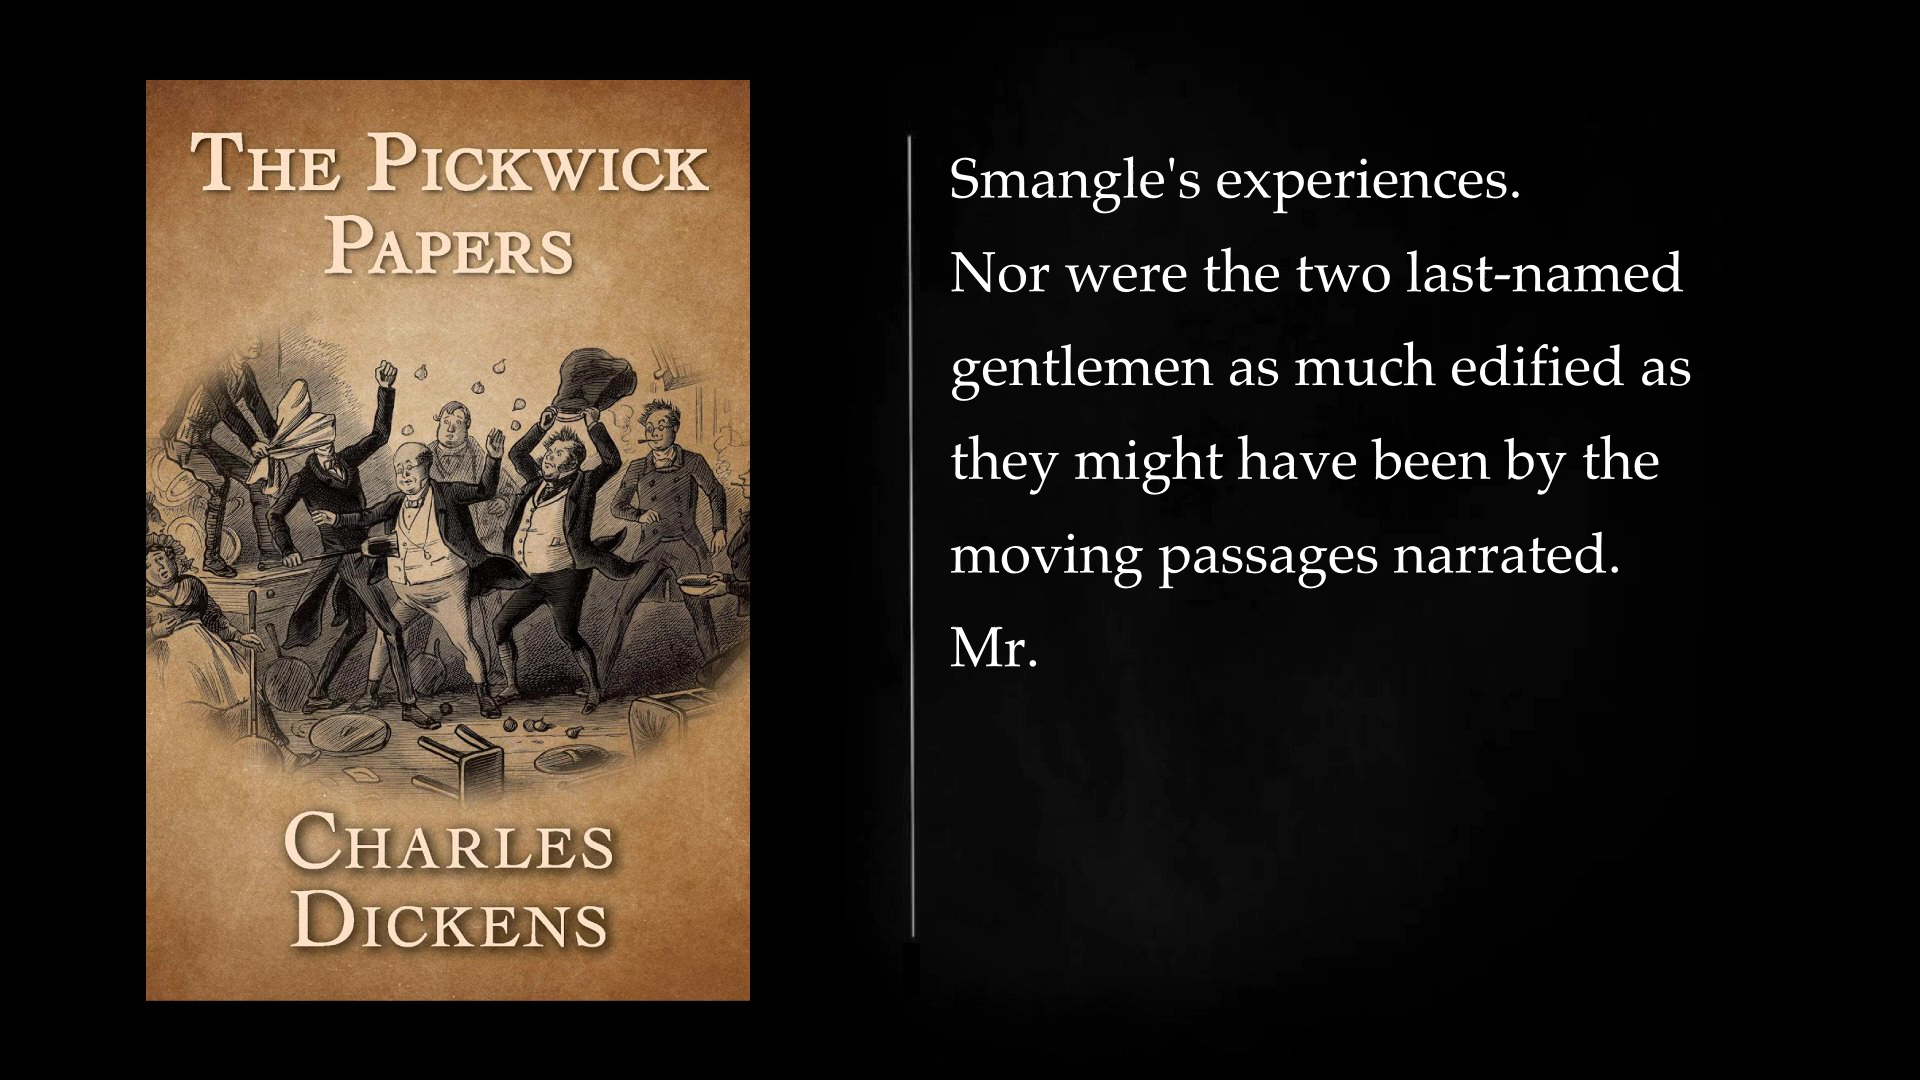 The Pickwick
Papers
Charles
Dickens
Smangle's experiences.
Nor were the two last-named
gentlemen as much edified as
they might have been by the
moving passages narrated.
Mr.